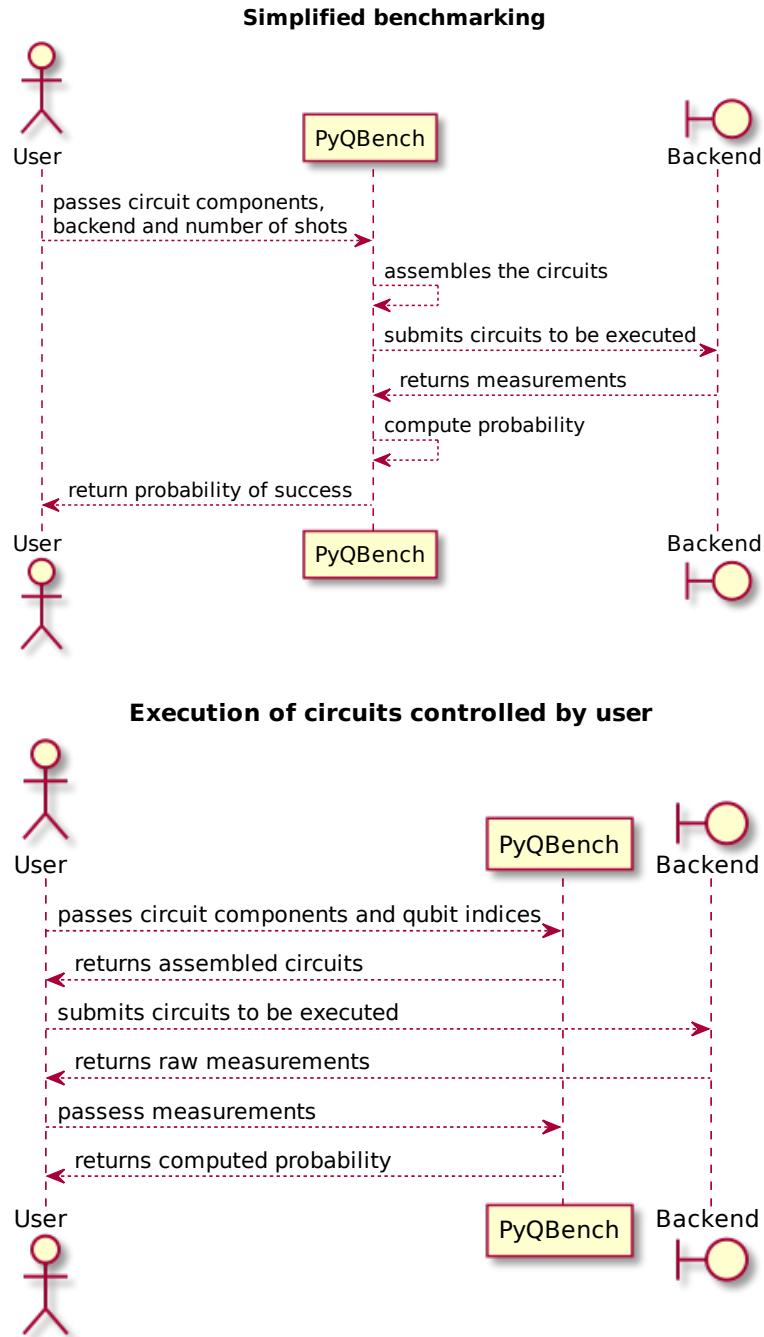 Simplified benchmarking
User
PyQBench
Backend
passes circuit components,
backend and number of shots
assembles the circuits
submits circuits to be executed
returns measurements
compute probability
return probability of success
User
PyQBench
Backend
Execution of circuits controlled by user
User
PyQBench
Backend
passes circuit components and qubit indices
returns assembled circuits
submits circuits to be executed
returns raw measurements
passess measurements
returns computed probability
User
PyQBench
Backend